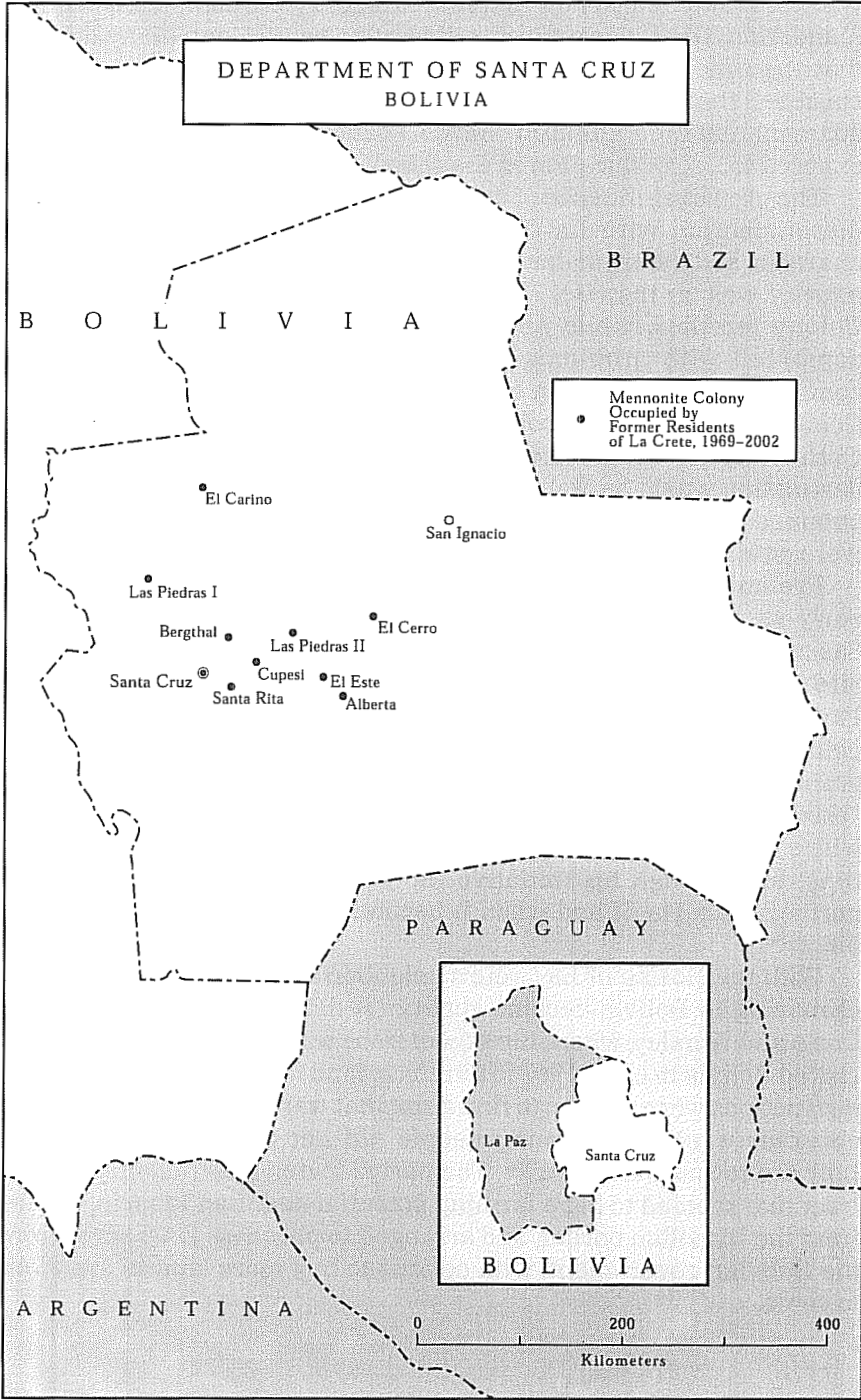 DEPARTMENT OF SANTA CRUZ
BOLIVIA
BRAZIL
BOLIVIA
Mennonite Colony
Occupied by
Former Residents
of La Crete, 1969–2002
El Carino
San Ignacio
Las Piedras I
El Cerro
Bergthal
Las Piedras II
Cupesi
Santa Cruz
El Este
Santa Rita
Alberta
PARAGUAY
La Paz
Santa Cruz
BOLIVIA
ARGENTINA
0 200 400
Kilometers